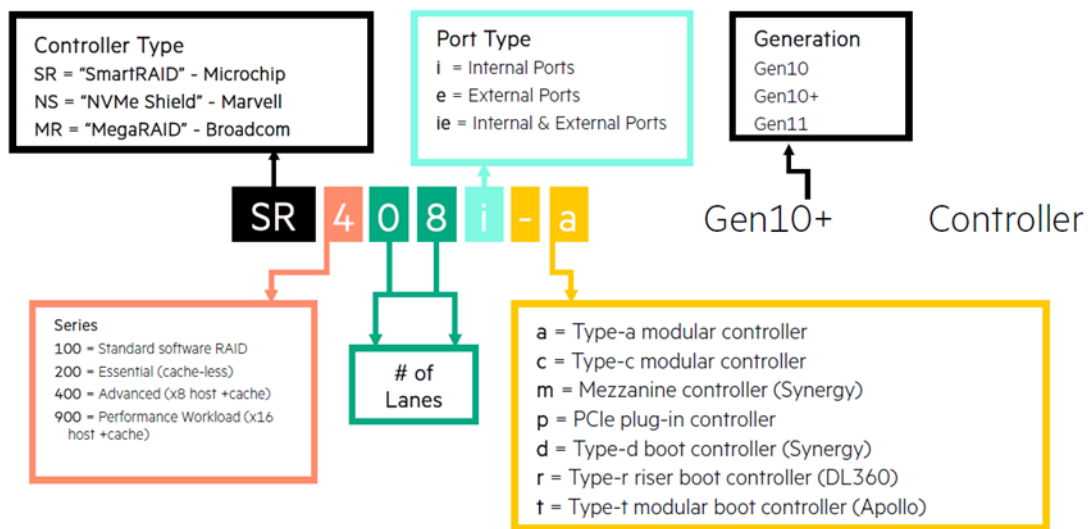 Controller Type
SR = “SmartRAID” - Microchip
NS = “NVMe Shield” - Marvell
MR = “MegaRAID” - Broadcom
Port Type
i = Internal Ports
e = External Ports
ie = Internal & External Ports
Generation
Gen10
Gen10+
Gen11
SR 4 0 8 i - a Gen10+ Controller
Series
100 = Standard software RAID
200 = Essential (cache-less)
400 = Advanced (x8 host +cache)
900 = Performance Workload (x16
host +cache)
# of
Lanes
a = Type-a modular controller
c = Type-c modular controller
m = Mezzanine controller (Synergy)
p = PCIe plug-in controller
d = Type-d boot controller (Synergy)
r = Type-r riser boot controller (DL360)
t = Type-t modular boot controller (Apollo)